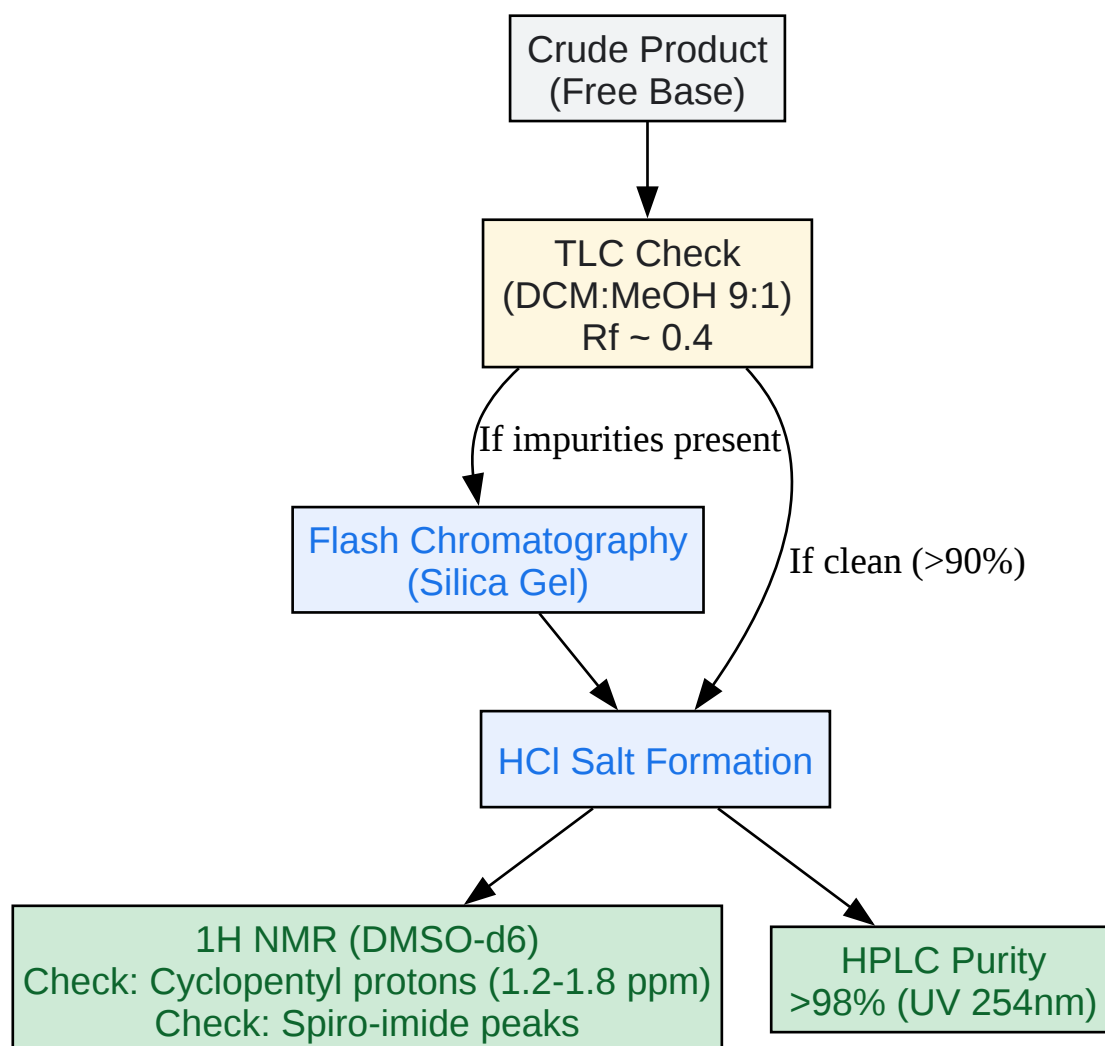 Crude Product
(Free Base)
TLC Check
(DCM:MeOH 9:1)
Rf ~ 0.4
If impurities present
Flash Chromatography
(Silica Gel)
If clean (>90%)
HCl Salt Formation
1H NMR (DMSO-d6)
Check: Cyclopentyl protons (1.2-1.8 ppm)
Check: Spiro-imide peaks
HPLC Purity
>98% (UV 254nm)